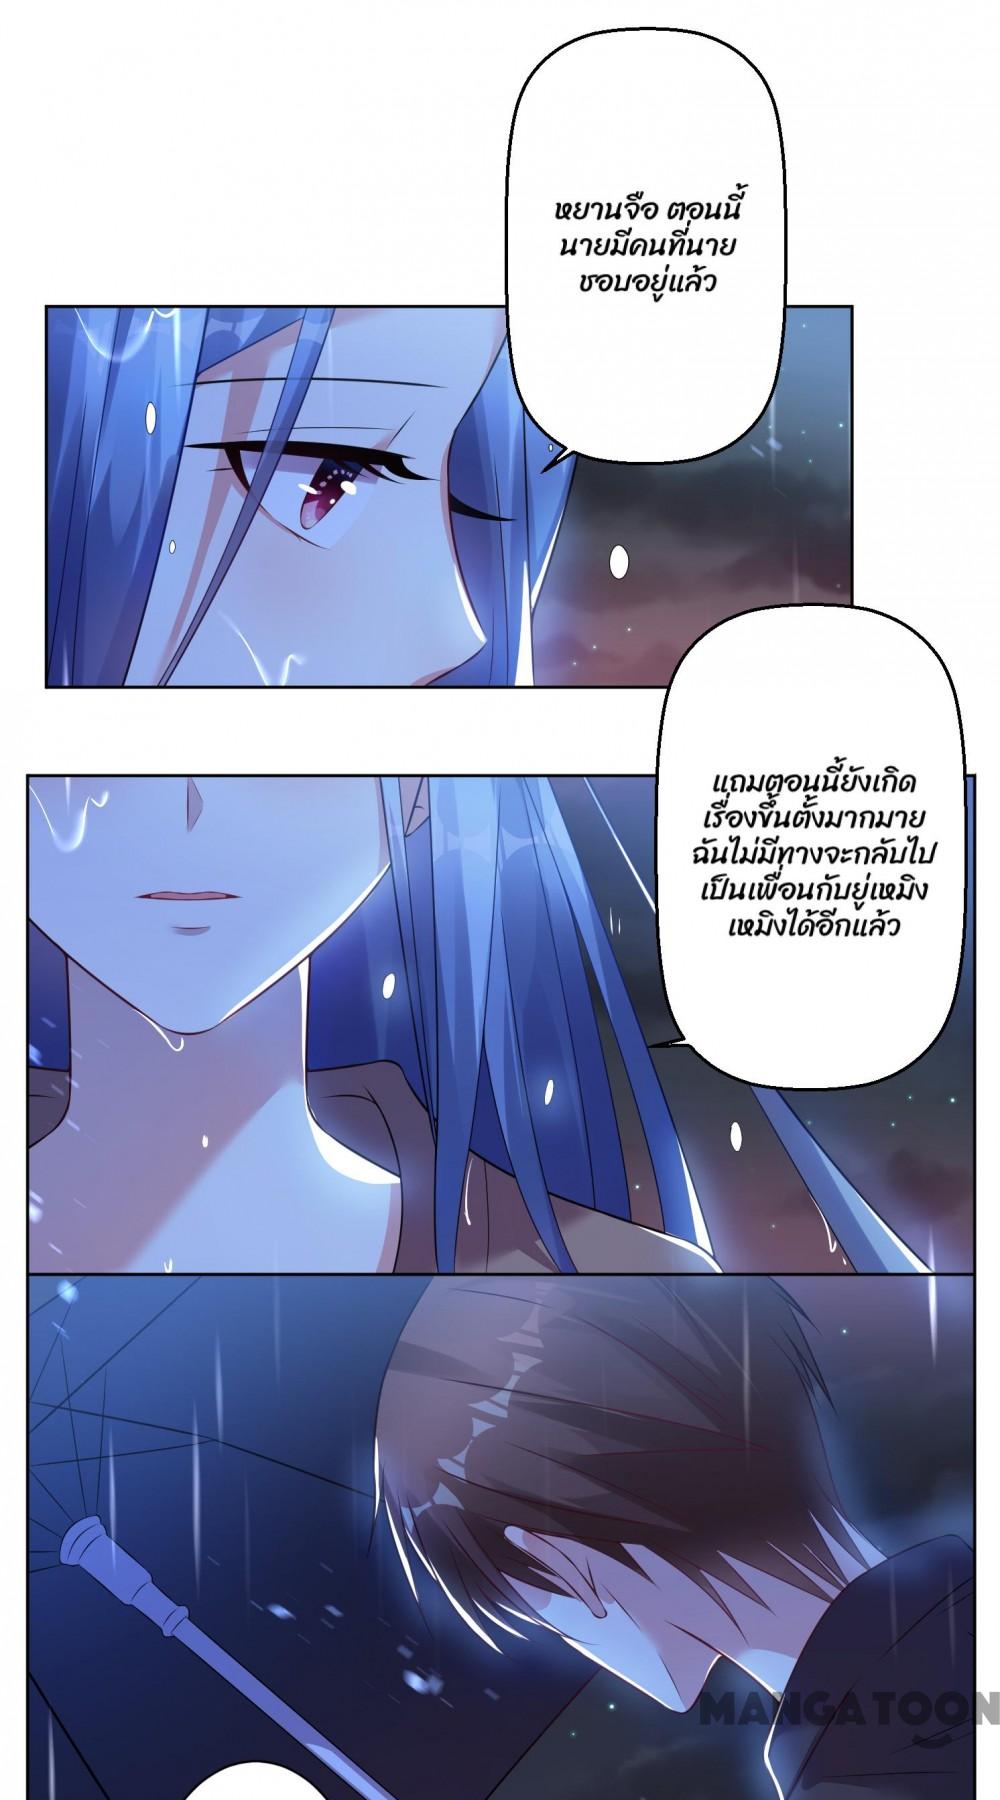 หยานจือ ตอนนี้
นายมีคนที่นาย
ชอบอยู่แล้ว
แถมตอนนี้ยังเกิด
เรื่องขึ้นตั้งมากมาย
ฉันไม่มีทางจะกลับไป
เป็นเพื่อนกับยู่เหมิง
เหมิงได้อีกแล้ว
MANGATOON